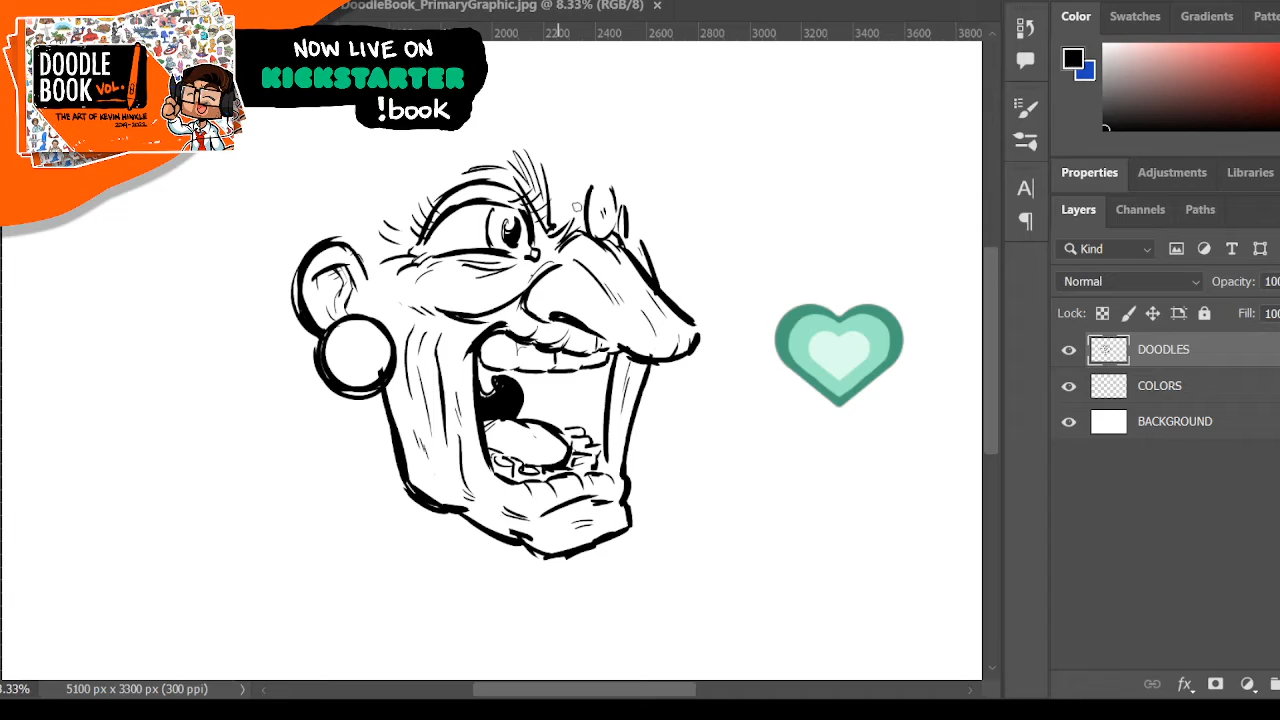 DoodleBook_PrimaryGraphic.jpg @ 8.33% (RGB/8) ×
2000 2200 2400 2600 2800 3000 3200 3400 3600 3800
DOODLE
BOOK VOL.
THE ART OF KEVIN HINKLE
NOW LIVE ON
KICKSTARTER
!book
Color Swatches Gradients
Properties Adjustments Libraries
Layers Channels Paths
Kind
Normal Opacity:
Lock: Fill:
DOODLES
COLORS
BACKGROUND
8.33% 5100 px x 3300 px (300 ppi)